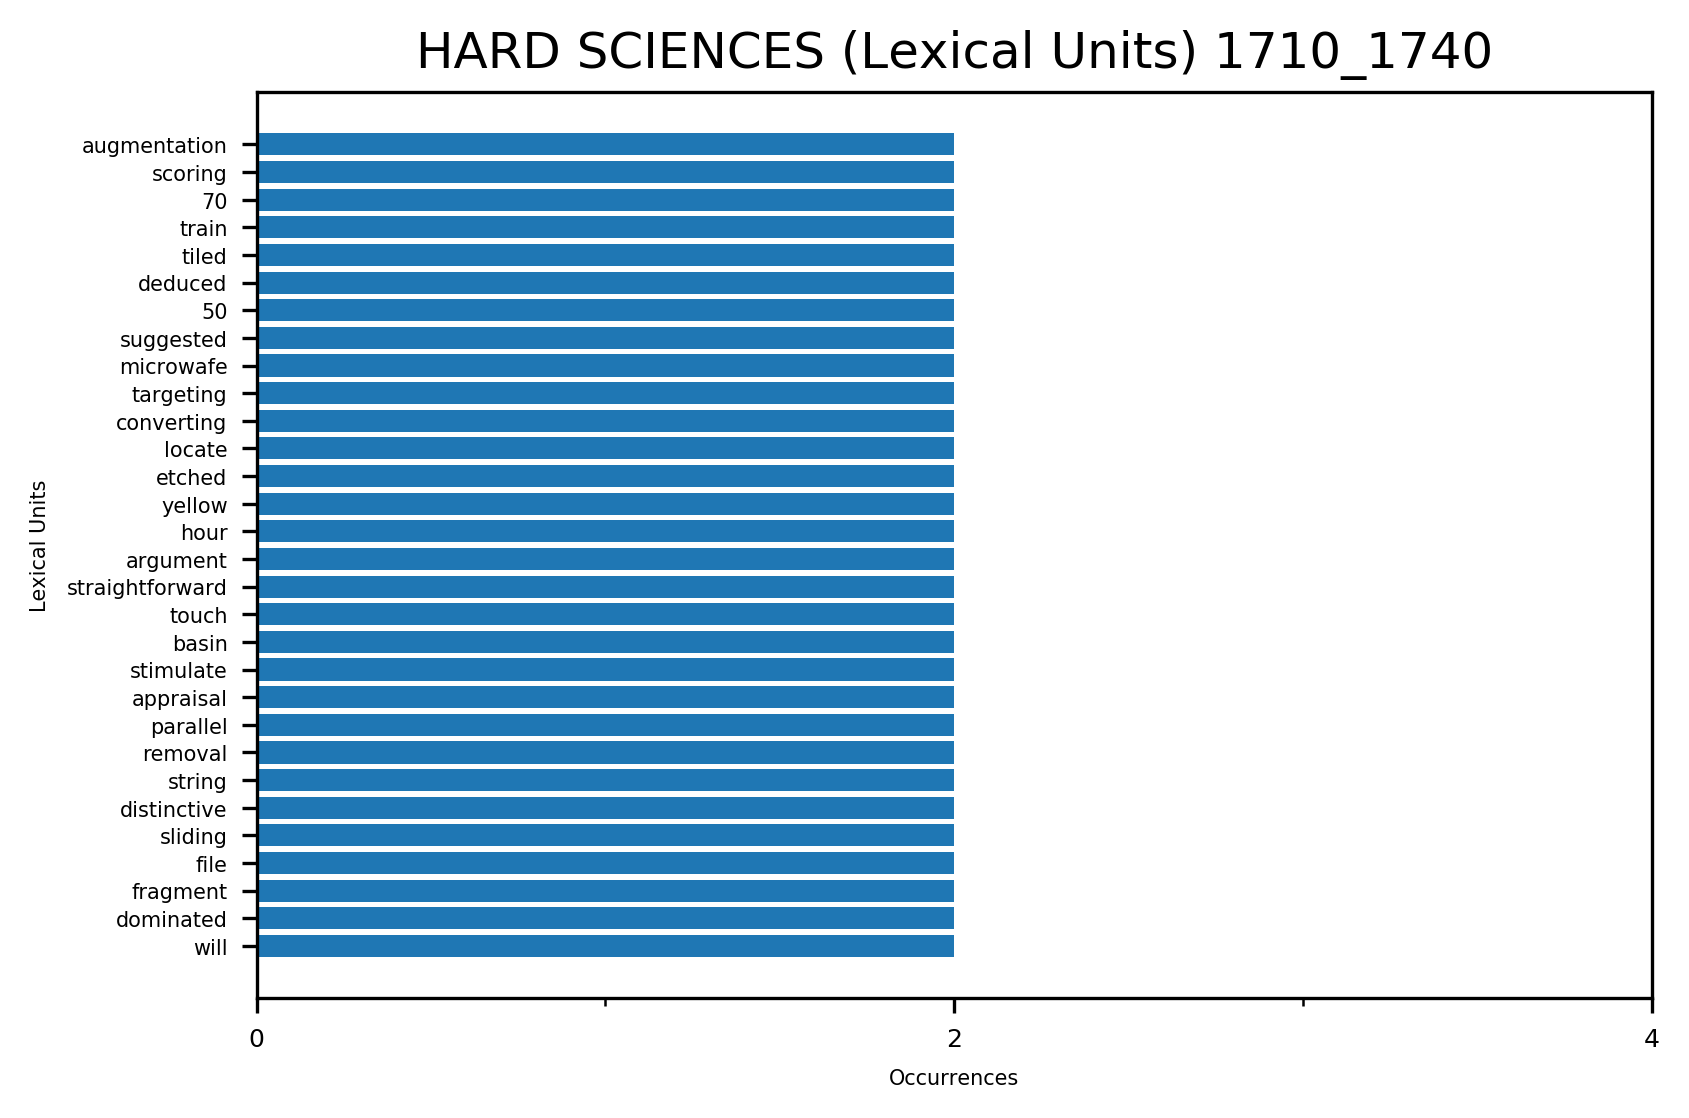 HARD SCIENCES (Lexical Units) 1710_1740
augmentation
scoring
70
train
tiled
deduced
50
suggested
microwafe
targeting
converting
locate
etched
yellow
hour
argument
straightforward
touch
basin
stimulate
appraisal
parallel
removal
string
distinctive
sliding
file
fragment
dominated
will
Lexical Units
0 2 4
Occurrences